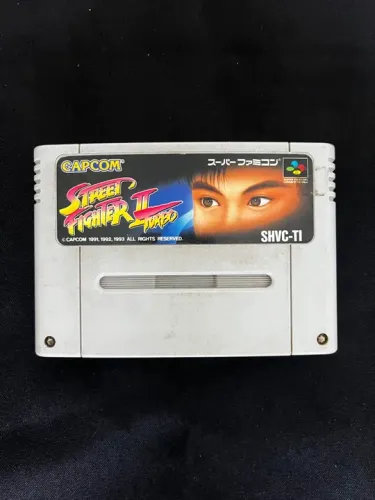 CAPCOM
スーパーファミコン
STREET
FIGHTER II
TURBO
©CAPCOM 1991, 1992, 1993 ALL RIGHTS RESERVED.
SHVC-TI